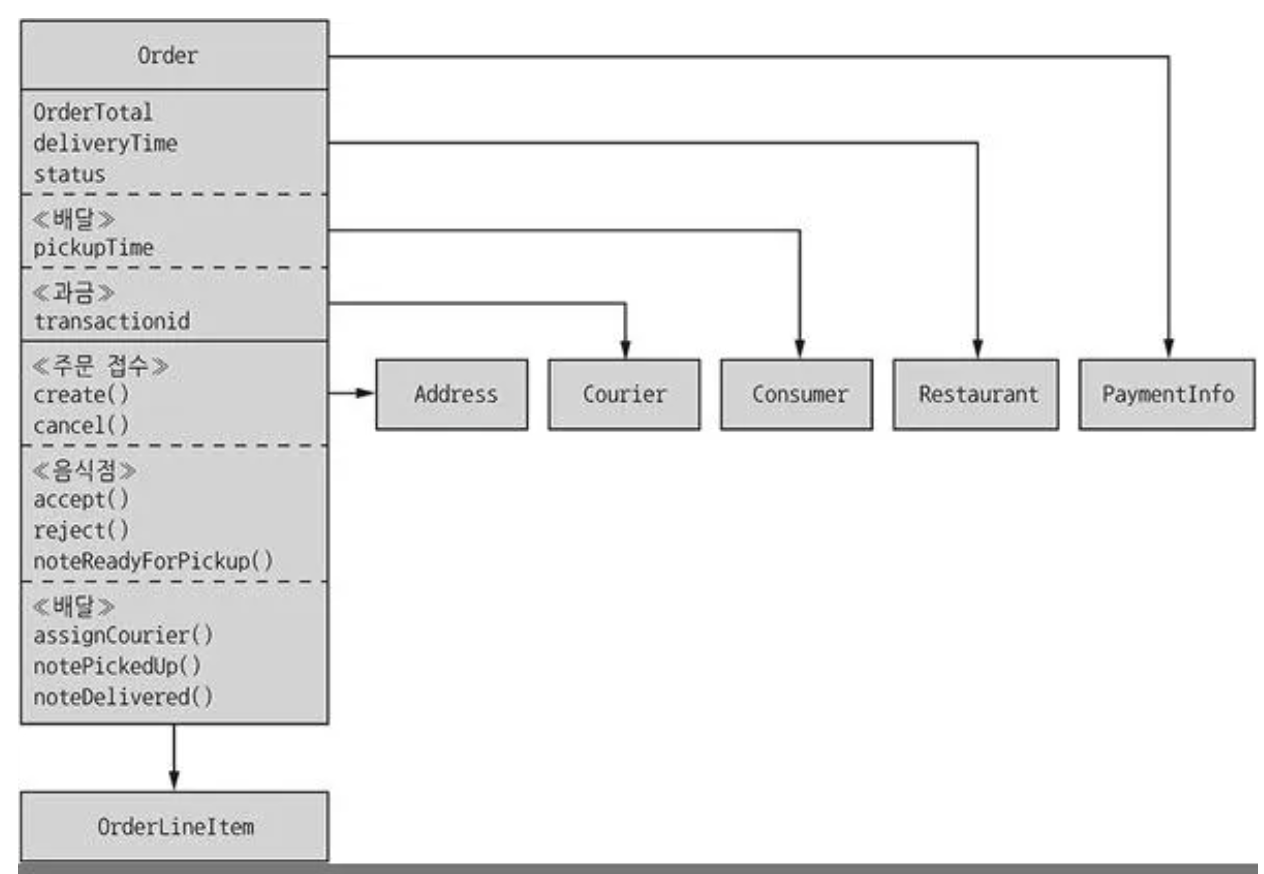 Order
OrderTotal
deliveryTime
status
≪배달≫
pickupTime
≪과금≫
transactionid
≪주문 접수≫
create()
cancel()
≪음식점≫
accept()
reject()
noteReadyForPickup()
≪배달≫
assignCourier()
notePickedUp()
noteDelivered()
Address
Courier
Consumer
Restaurant
PaymentInfo
OrderLineItem